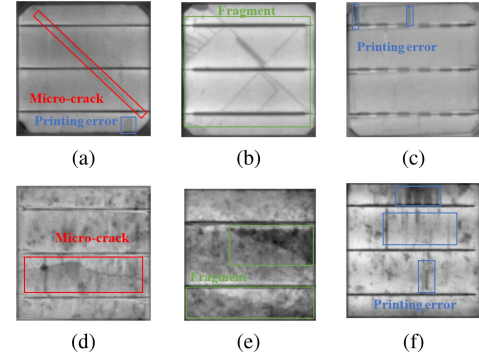 Micro-crack
Printing error
(a)
Fragment
(b)
Printing error
(c)
Micro-crack
(d)
Fragment
(e)
Printing error
(f)